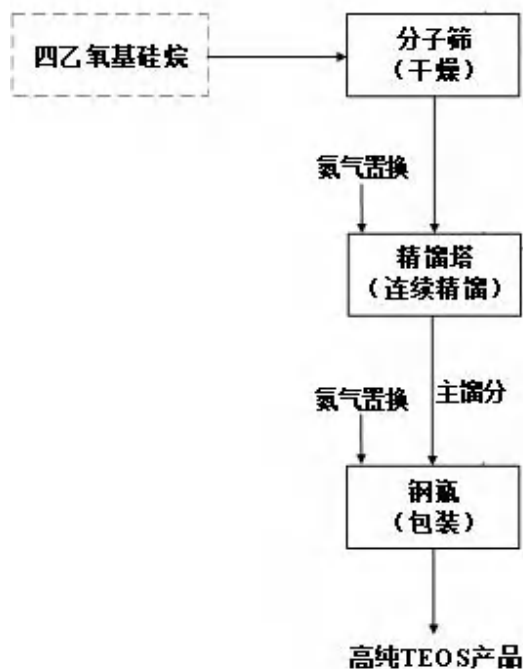 四乙氧基硅烷
分子筛
（干燥）
氮气置换
精馏塔
（连续精馏）
主馏分
氮气置换
钢瓶
（包装）
高纯TEOS产品